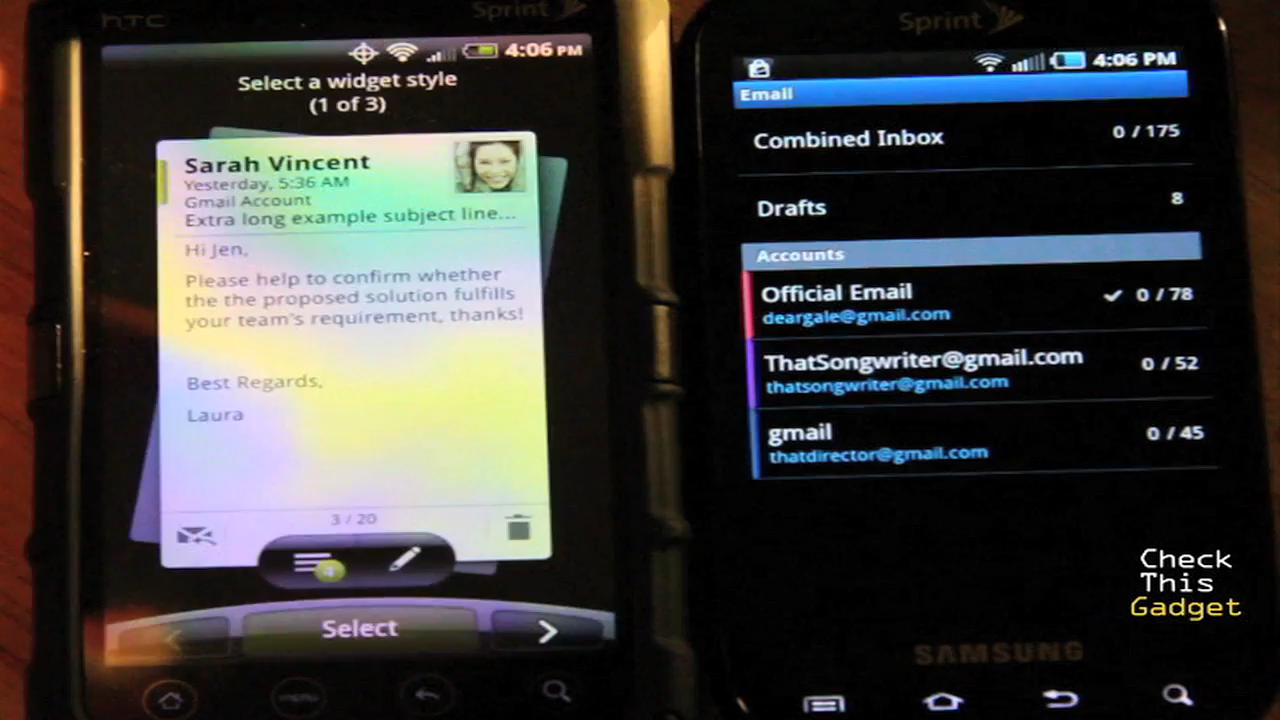 htc
Sprint
4:06 PM
Select a widget style
(1 of 3)
Sarah Vincent
Yesterday, 5:36 AM
Gmail Account
Extra long example subject line...
Hi Jen,
Please help to confirm whether
the the proposed solution fulfills
your team's requirement, thanks!
Best Regards,
Laura
3 / 20
4
Select
menu
Sprint
4:06 PM
Email
Combined Inbox 0 / 175
Drafts 8
Accounts
Official Email 0 / 78
deargale@gmail.com
ThatSongwriter@gmail.com 0 / 52
thatsongwriter@gmail.com
gmail 0 / 45
thatdirector@gmail.com
Check
This
Gadget
SAMSUNG